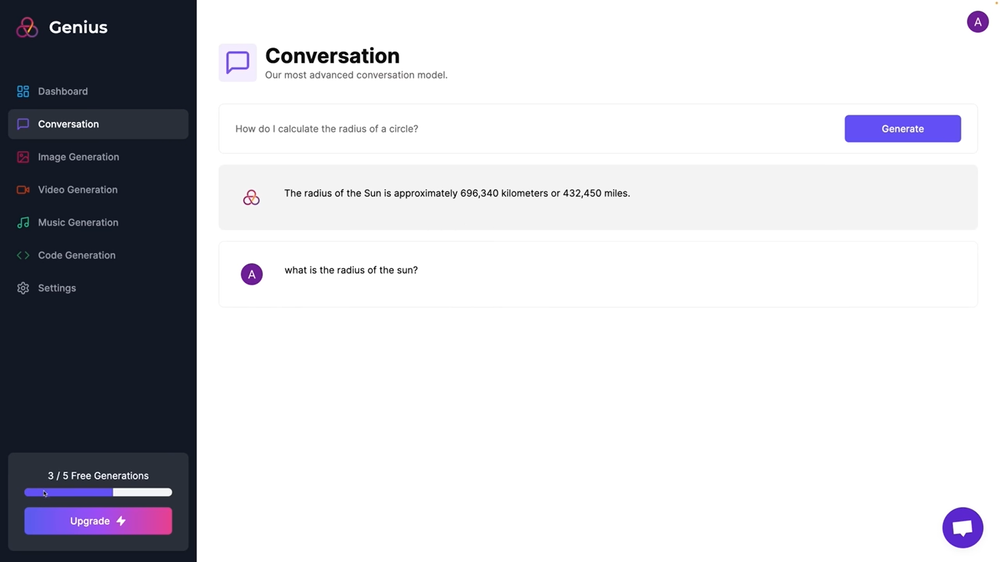 Genius
Dashboard
Conversation
Image Generation
Video Generation
Music Generation
Code Generation
Settings
3 / 5 Free Generations
Upgrade
A
Conversation
Our most advanced conversation model.
How do I calculate the radius of a circle?
Generate
The radius of the Sun is approximately 696,340 kilometers or 432,450 miles.
A
what is the radius of the sun?